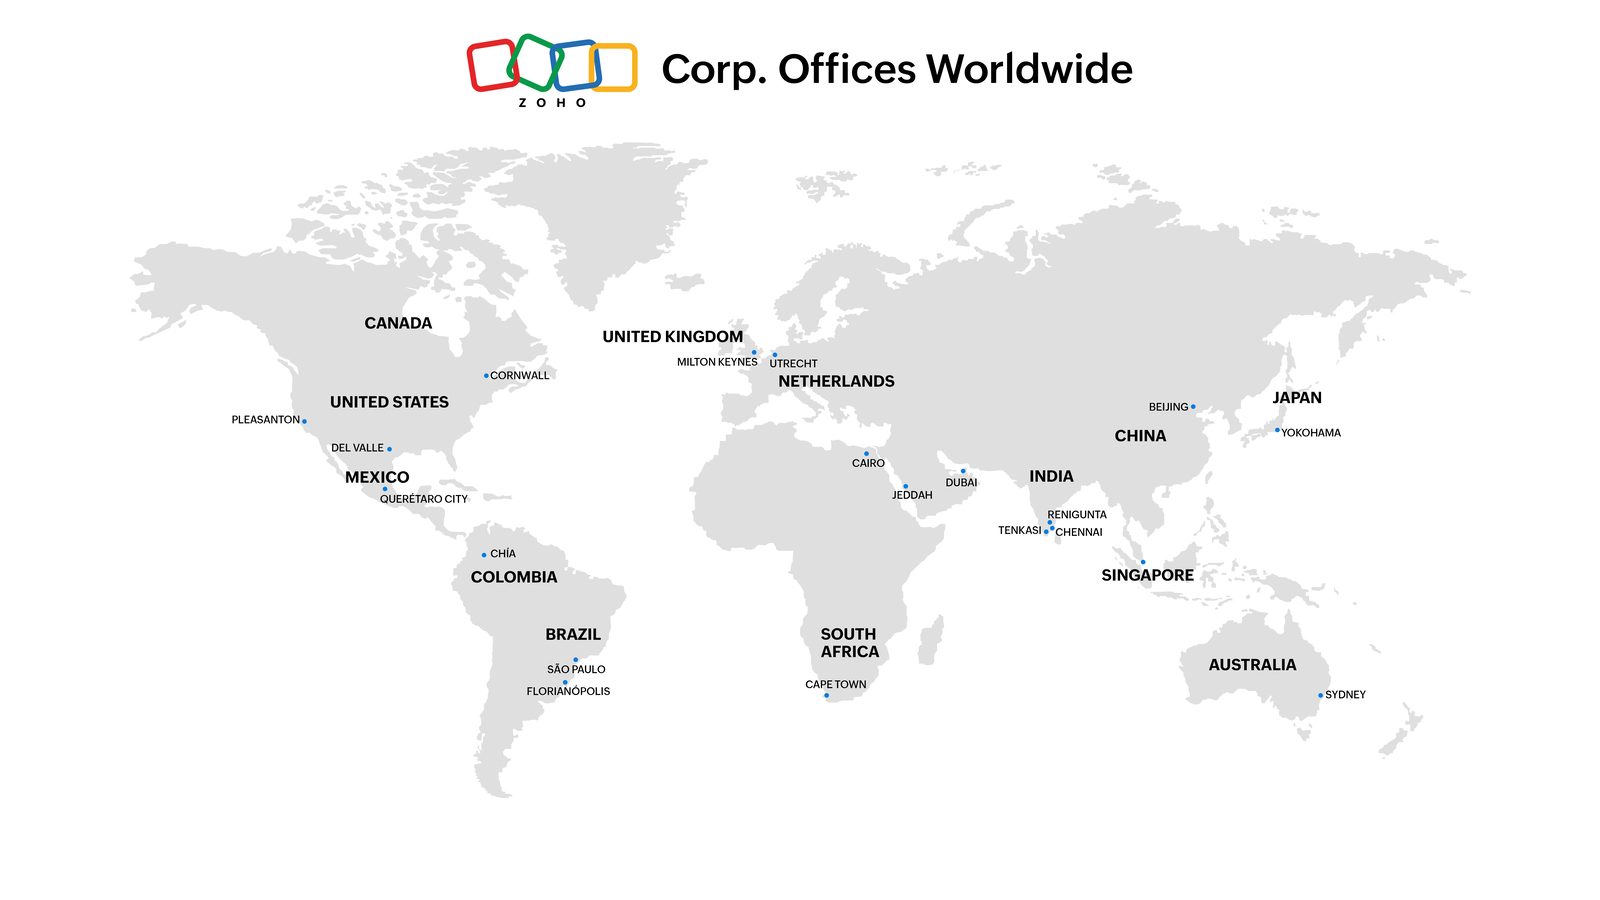 ZOHO
Corp. Offices Worldwide
CANADA
UNITED KINGDOM
MILTON KEYNES
UTRECHT
NETHERLANDS
CORNWALL
UNITED STATES
PLEASANTON
DEL VALLE
MEXICO
QUERÉTARO CITY
BEIJING
JAPAN
CHINA
YOKOHAMA
CAIRO
JEDDAH
DUBAI
INDIA
RENIGUNTA
TENKASI
CHENNAI
CHÍA
COLOMBIA
SINGAPORE
BRAZIL
SÃO PAULO
FLORIANÓPOLIS
SOUTH
AFRICA
CAPE TOWN
AUSTRALIA
SYDNEY